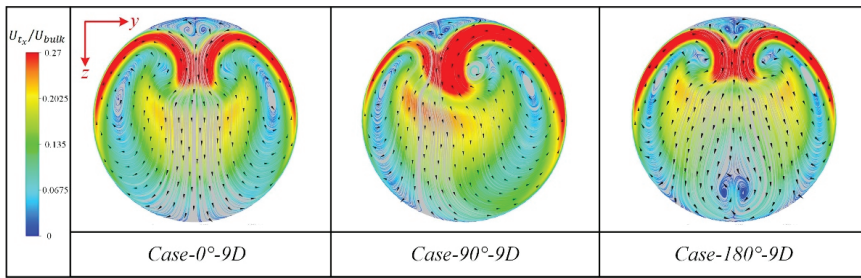 U_{t_x}/U_{bulk}
0.27
0.2025
0.135
0.0675
0
y
z
Case-0°-9D
Case-90°-9D
Case-180°-9D